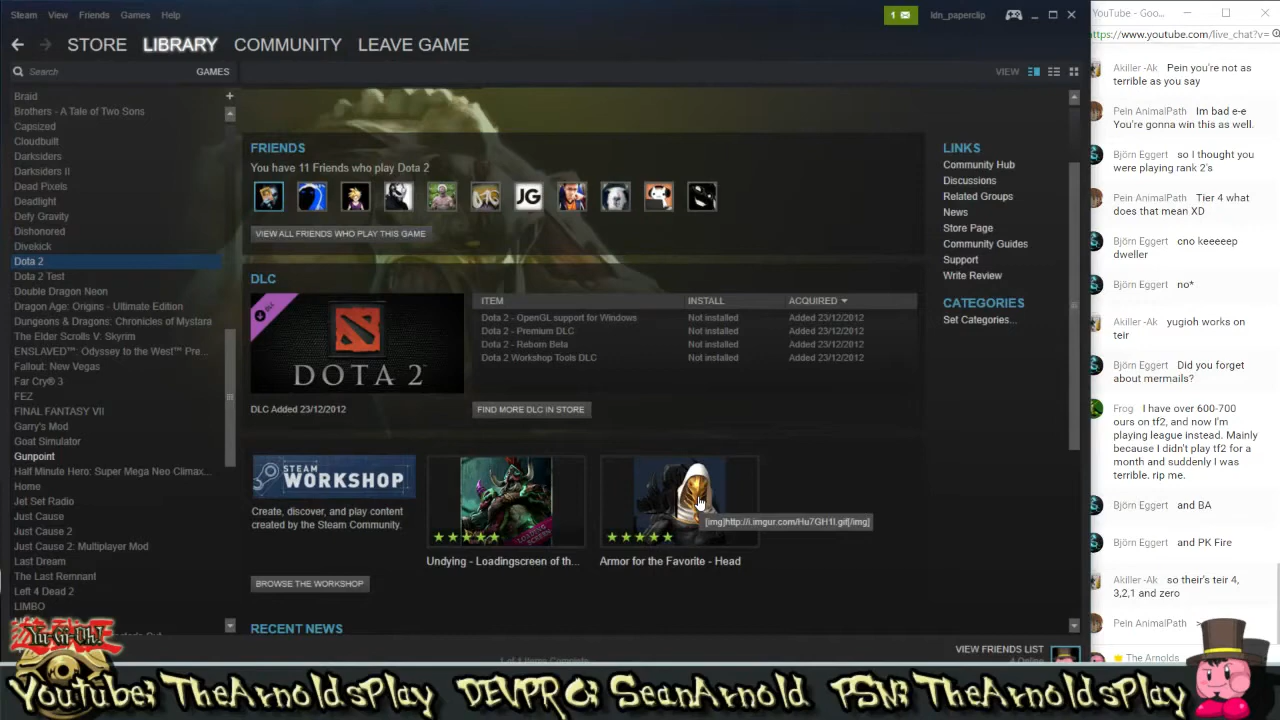 Steam View Friends Games Help
1
ldn_paperclip
STORE LIBRARY COMMUNITY LEAVE GAME
Search
GAMES
VIEW
Braid
Brothers - A Tale of Two Sons
Capsized
Cloudbuilt
Darksiders
Darksiders II
Dead Pixels
Deadlight
Defy Gravity
Dishonored
Divekick
Dota 2
Dota 2 Test
Double Dragon Neon
Dragon Age: Origins - Ultimate Edition
Dungeons & Dragons: Chronicles of Mystara
The Elder Scrolls V: Skyrim
ENSLAVED™: Odyssey to the West™ Pre...
Fallout: New Vegas
Far Cry® 3
FEZ
FINAL FANTASY VII
Garry's Mod
Goat Simulator
Gunpoint
Half Minute Hero: Super Mega Neo Climax...
Home
Jet Set Radio
Just Cause
Just Cause 2
Just Cause 2: Multiplayer Mod
Last Dream
The Last Remnant
Left 4 Dead 2
LIMBO
FRIENDS
You have 11 Friends who play Dota 2
JG
VIEW ALL FRIENDS WHO PLAY THIS GAME
DLC
DLC
DOTA 2
DLC Added 23/12/2012
ITEM INSTALL ACQUIRED
Dota 2 - OpenGL support for Windows Not installed Added 23/12/2012
Dota 2 - Premium DLC Not installed Added 23/12/2012
Dota 2 - Reborn Beta Not installed Added 23/12/2012
Dota 2 Workshop Tools DLC Not installed Added 23/12/2012
FIND MORE DLC IN STORE
STEAM WORKSHOP
Create, discover, and play content
created by the Steam Community.
BROWSE THE WORKSHOP
LOADING SCREEN
Undying - Loadingscreen of th...
[img]http://i.imgur.com/Hu7GH1l.gif[/img]
Armor for the Favorite - Head
RECENT NEWS
LINKS
Community Hub
Discussions
Related Groups
News
Store Page
Community Guides
Support
Write Review
CATEGORIES
Set Categories...
VIEW FRIENDS LIST
4 Online
YouTube - Goo...
https://www.youtube.com/live_chat?v=
Akiller -Ak Pein you're not as
terrible as you say
Pein AnimalPath Im bad e-e
You're gonna win this as well.
Björn Eggert so I thought you
were playing rank 2's
Pein AnimalPath Tier 4 what
does that mean XD
Björn Eggert cno keeeeep
dweller
Björn Eggert no*
Akiller -Ak yugioh works on
teir
Björn Eggert Did you forget
about mermails?
Frog I have over 600-700
ours on tf2, and now I'm
playing league instead. Mainly
because I didn't play tf2 for a
month and suddenly I was
terrible. rip me.
Björn Eggert and BA
Björn Eggert and PK Fire
Akiller -Ak so their's teir 4,
3,2,1 and zero
Pein AnimalPath >
The Arnolds
Yu-Gi-Oh!
Youtube: TheArnoldsPlay DEVPRO: SeanArnold PSN: TheArnoldsPlay